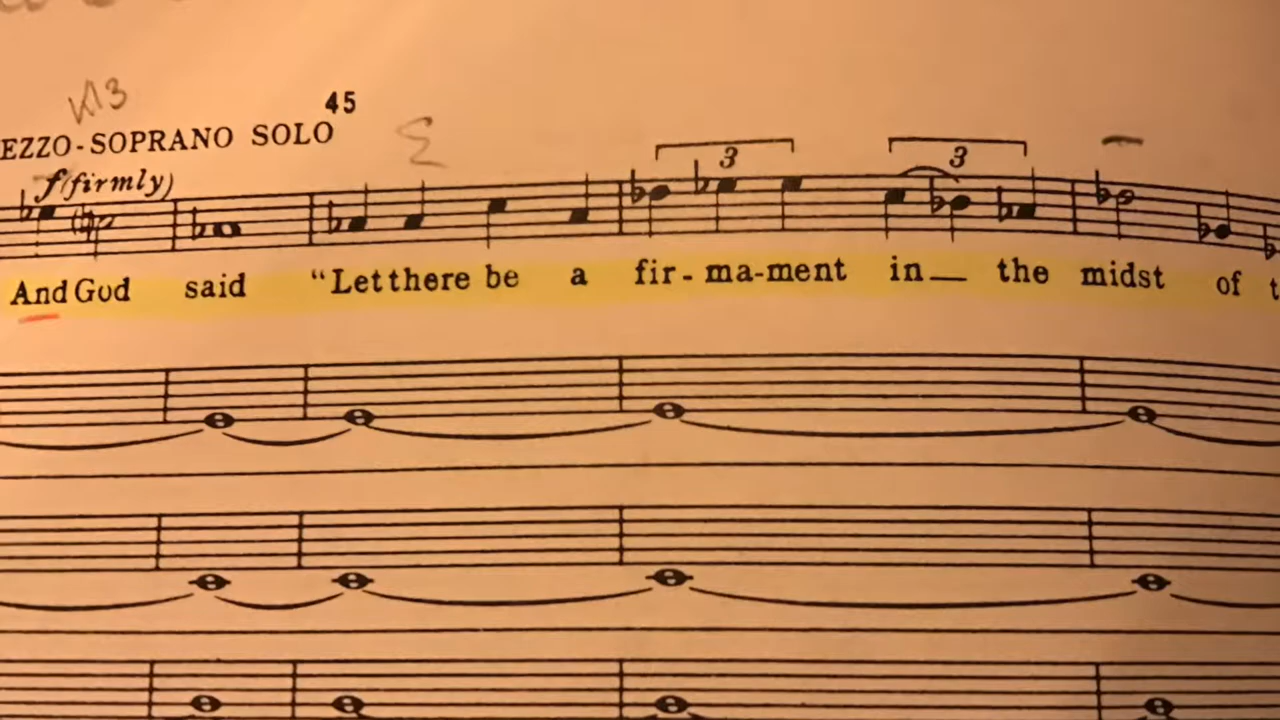 45
EZZO-SOPRANO SOLO
f(firmly)
3 3
And God said "Let there be a fir-ma-ment in_ the midst of t